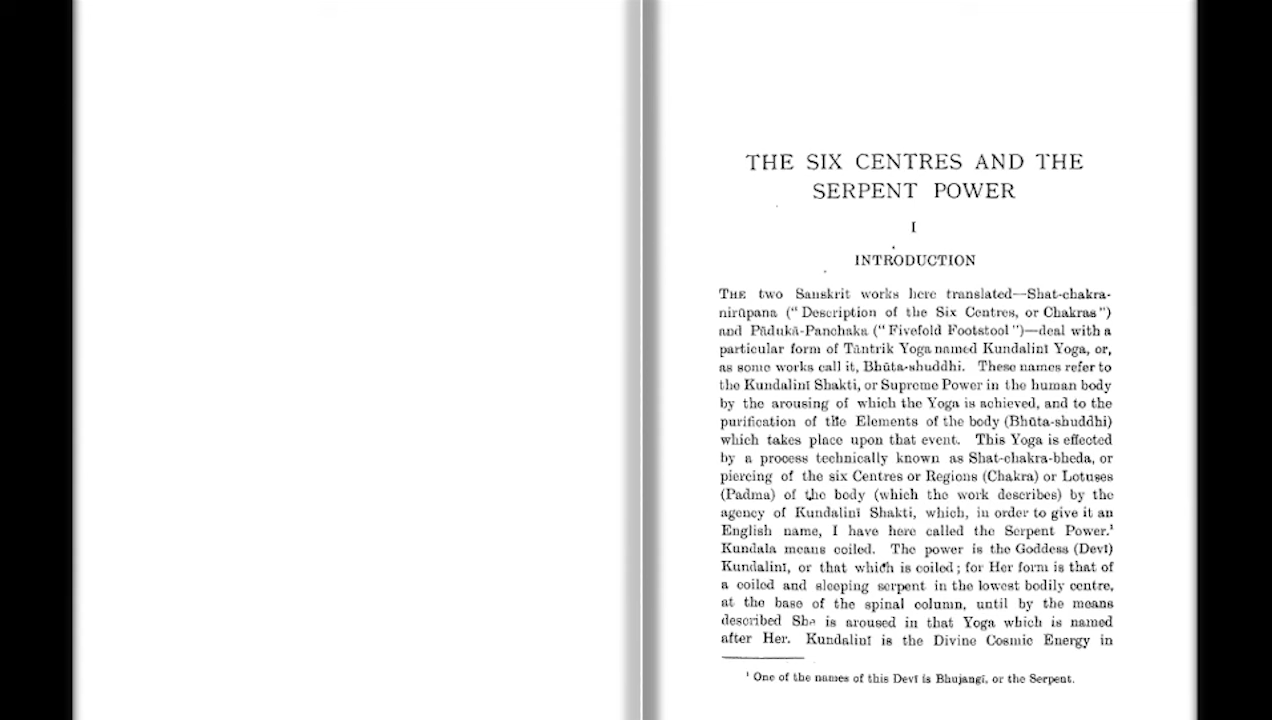 THE SIX CENTRES AND THE
SERPENT POWER
I
INTRODUCTION
THE two Sanskrit works here translated—Shat-chakra-
nirūpana ("Description of the Six Centres, or Chakras")
and Pādukā-Panchaka ("Fivefold Footstool")—deal with a
particular form of Tāntrik Yoga named Kundalinī Yoga, or,
as some works call it, Bhūta-shuddhi. These names refer to
the Kundalinī Shakti, or Supreme Power in the human body
by the arousing of which the Yoga is achieved, and to the
purification of the Elements of the body (Bhūta-shuddhi)
which takes place upon that event. This Yoga is effected
by a process technically known as Shat-chakra-bheda, or
piercing of the six Centres or Regions (Chakra) or Lotuses
(Padma) of the body (which the work describes) by the
agency of Kundalinī Shakti, which, in order to give it an
English name, I have here called the Serpent Power.¹
Kundala means coiled. The power is the Goddess (Devī)
Kundalinī, or that which is coiled; for Her form is that of
a coiled and sleeping serpent in the lowest bodily centre,
at the base of the spinal column, until by the means
described She is aroused in that Yoga which is named
after Her. Kundalinī is the Divine Cosmic Energy in
¹ One of the names of this Devī is Bhujangī, or the Serpent.